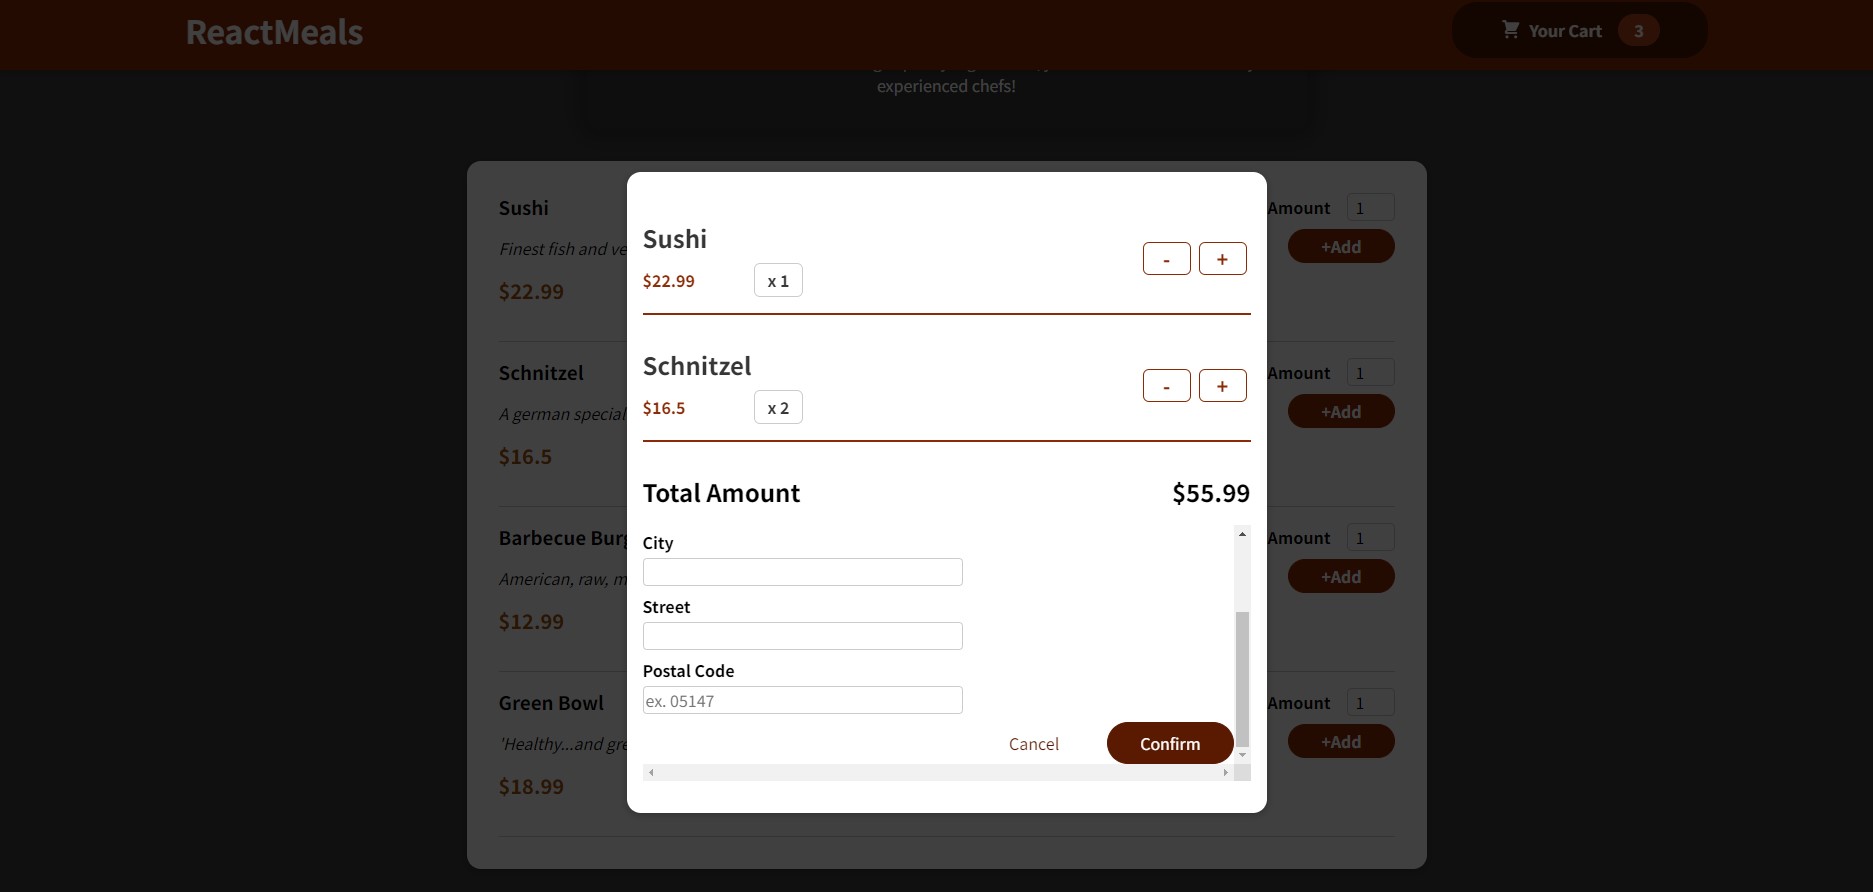 ReactMeals
Your Cart 3
experienced chefs!
Sushi
Finest fish and ve
$22.99
Amount 1
+Add
Schnitzel
A german special
$16.5
Amount 1
+Add
Barbecue Burg
American, raw, m
$12.99
Amount 1
+Add
Green Bowl
'Healthy...and gre
$18.99
Amount 1
+Add
Sushi
$22.99 x 1
- +
Schnitzel
$16.5 x 2
- +
Total Amount $55.99
City
Street
Postal Code
ex. 05147
Cancel Confirm